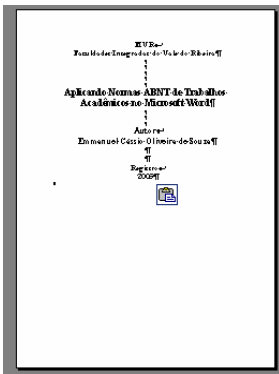 FIVRe
Faculdades Integradas do Vale do Ribeira
Aplicando Normas ABNT de Trabalhos
Acadêmicos no Microsoft Word
Autor
Emmanuel Cássio Oliveira de Souza
Registro
2009